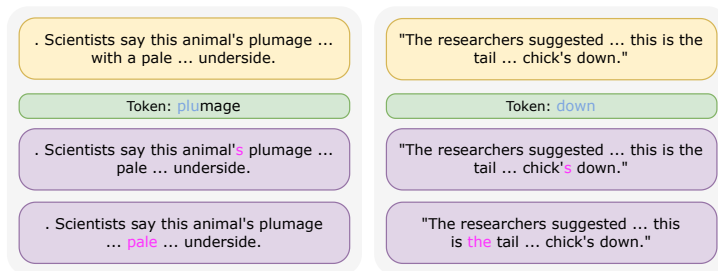 . Scientists say this animal's plumage ...
with a pale ... underside.
Token: plumage
. Scientists say this animal's plumage ...
pale ... underside.
. Scientists say this animal's plumage
... pale ... underside.
"The researchers suggested ... this is the
tail ... chick's down."
Token: down
"The researchers suggested ... this is the
tail ... chick's down."
"The researchers suggested ... this
is the tail ... chick's down."